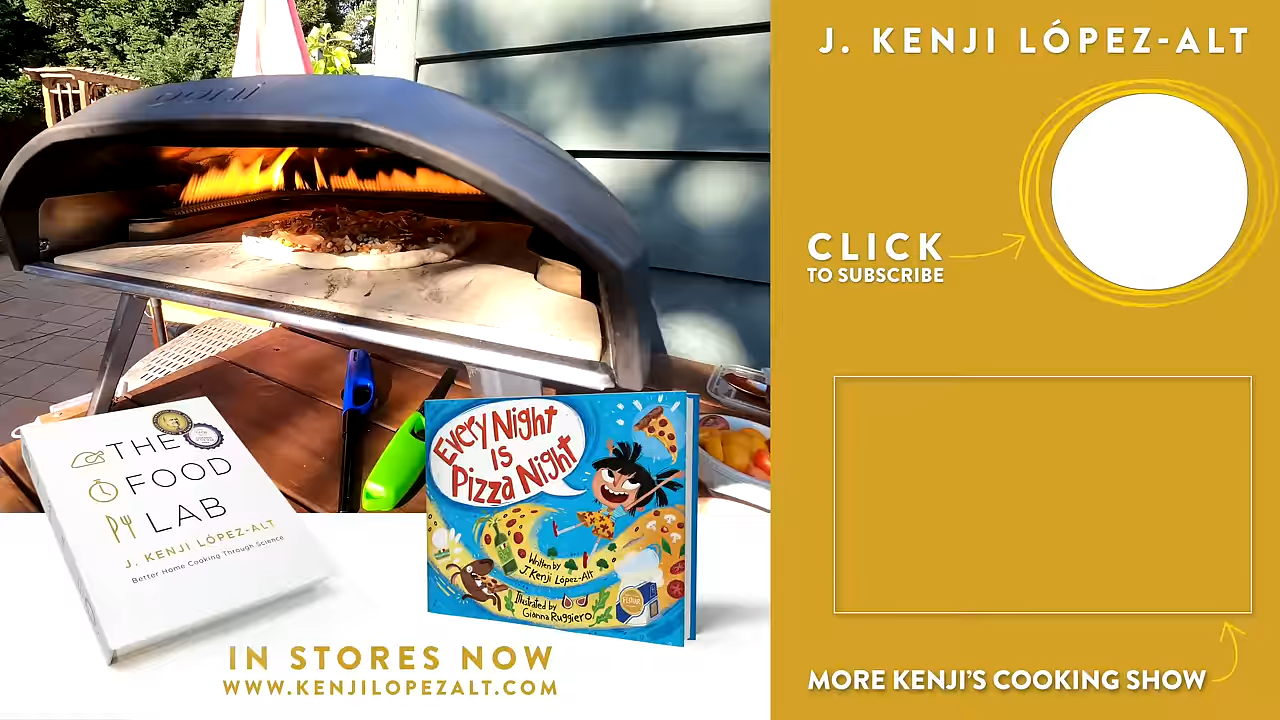 ooni
THE
FOOD
LAB
J. KENJI LÓPEZ-ALT
Better Home Cooking Through Science
Every Night
is
Pizza Night
Written by
J. Kenji López-Alt
Illustrated by
Gianna Ruggiero
FLOUR
IN STORES NOW
WWW.KENJILOPEZALT.COM
J. KENJI LÓPEZ-ALT
CLICK
TO SUBSCRIBE
MORE KENJI'S COOKING SHOW